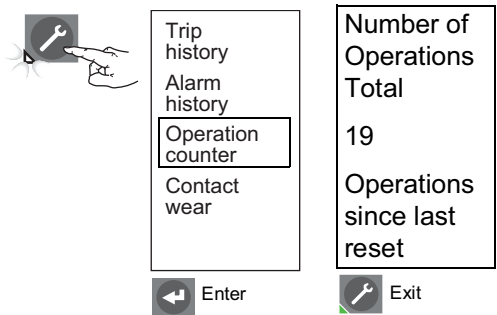 Trip
history
Alarm
history
Operation
counter
Contact
wear
Enter
Number of
Operations
Total
19
Operations
since last
reset
Exit